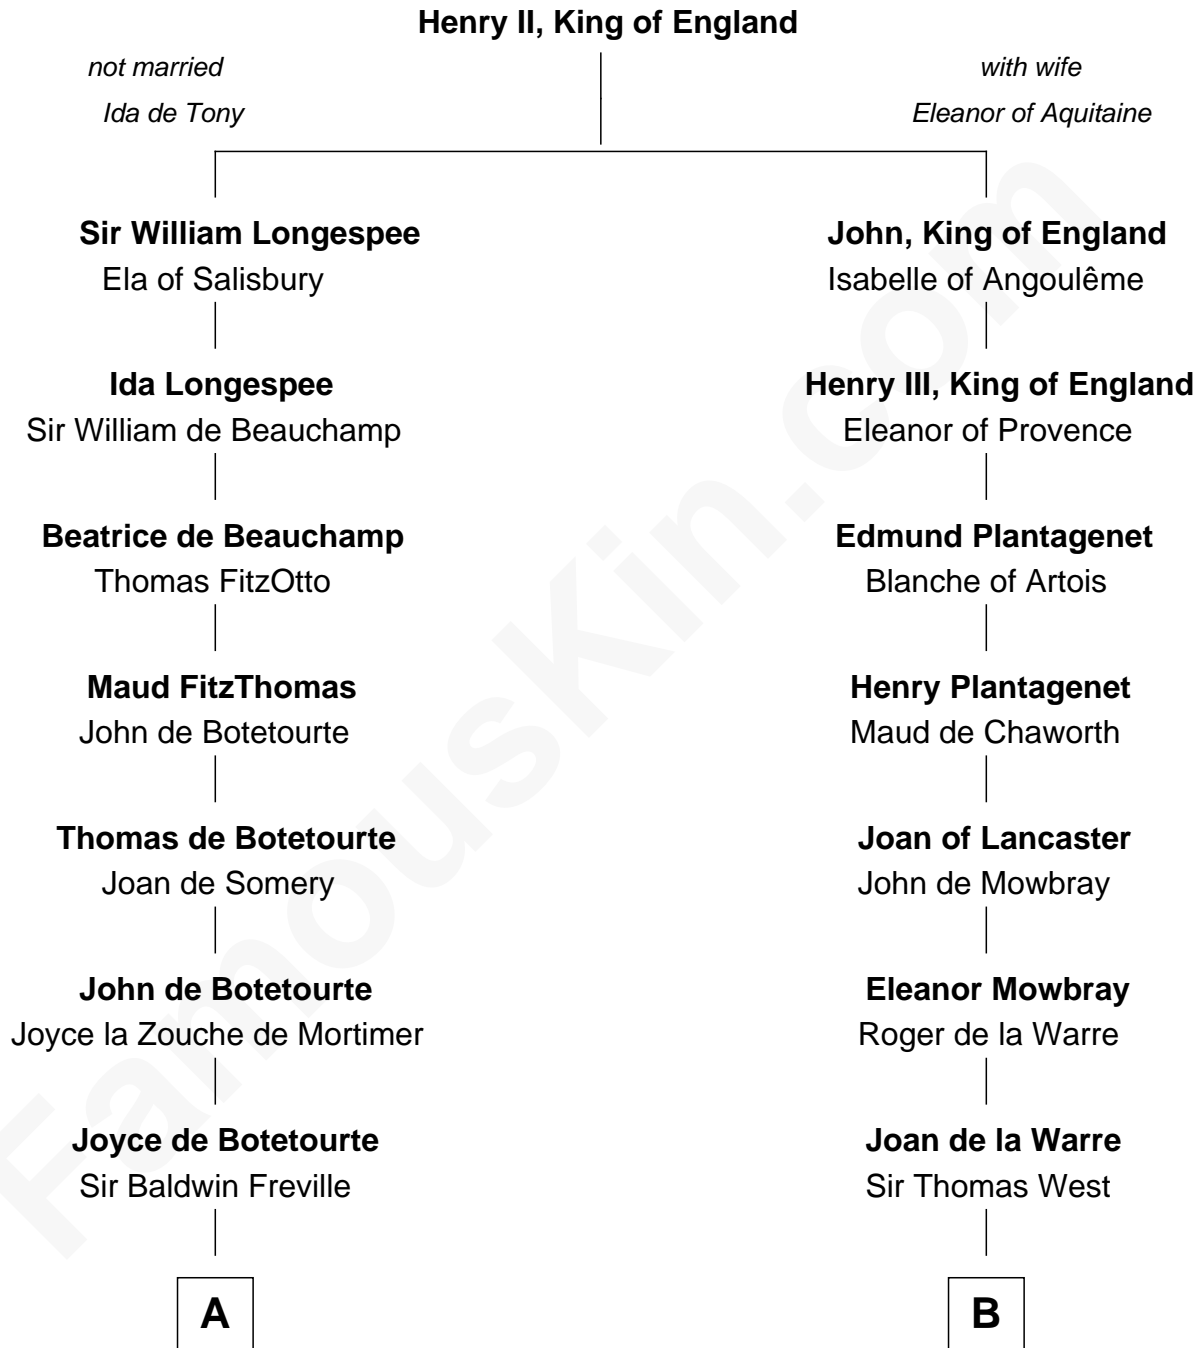 Henry II, King of England
not married
Ida de Tony
with wife
Eleanor of Aquitaine
Sir William Longespee
Ela of Salisbury
John, King of England
Isabelle of Angoulême
Ida Longespee
Sir William de Beauchamp
Henry III, King of England
Eleanor of Provence
Beatrice de Beauchamp
Thomas FitzOtto
Edmund Plantagenet
Blanche of Artois
Maud FitzThomas
John de Botetourte
Henry Plantagenet
Maud de Chaworth
Thomas de Botetourte
Joan de Somery
Joan of Lancaster
John de Mowbray
John de Botetourte
Joyce la Zouche de Mortimer
Eleanor Mowbray
Roger de la Warre
Joyce de Botetourte
Sir Baldwin Freville
Joan de la Warre
Sir Thomas West
A
B
FamousKin.com